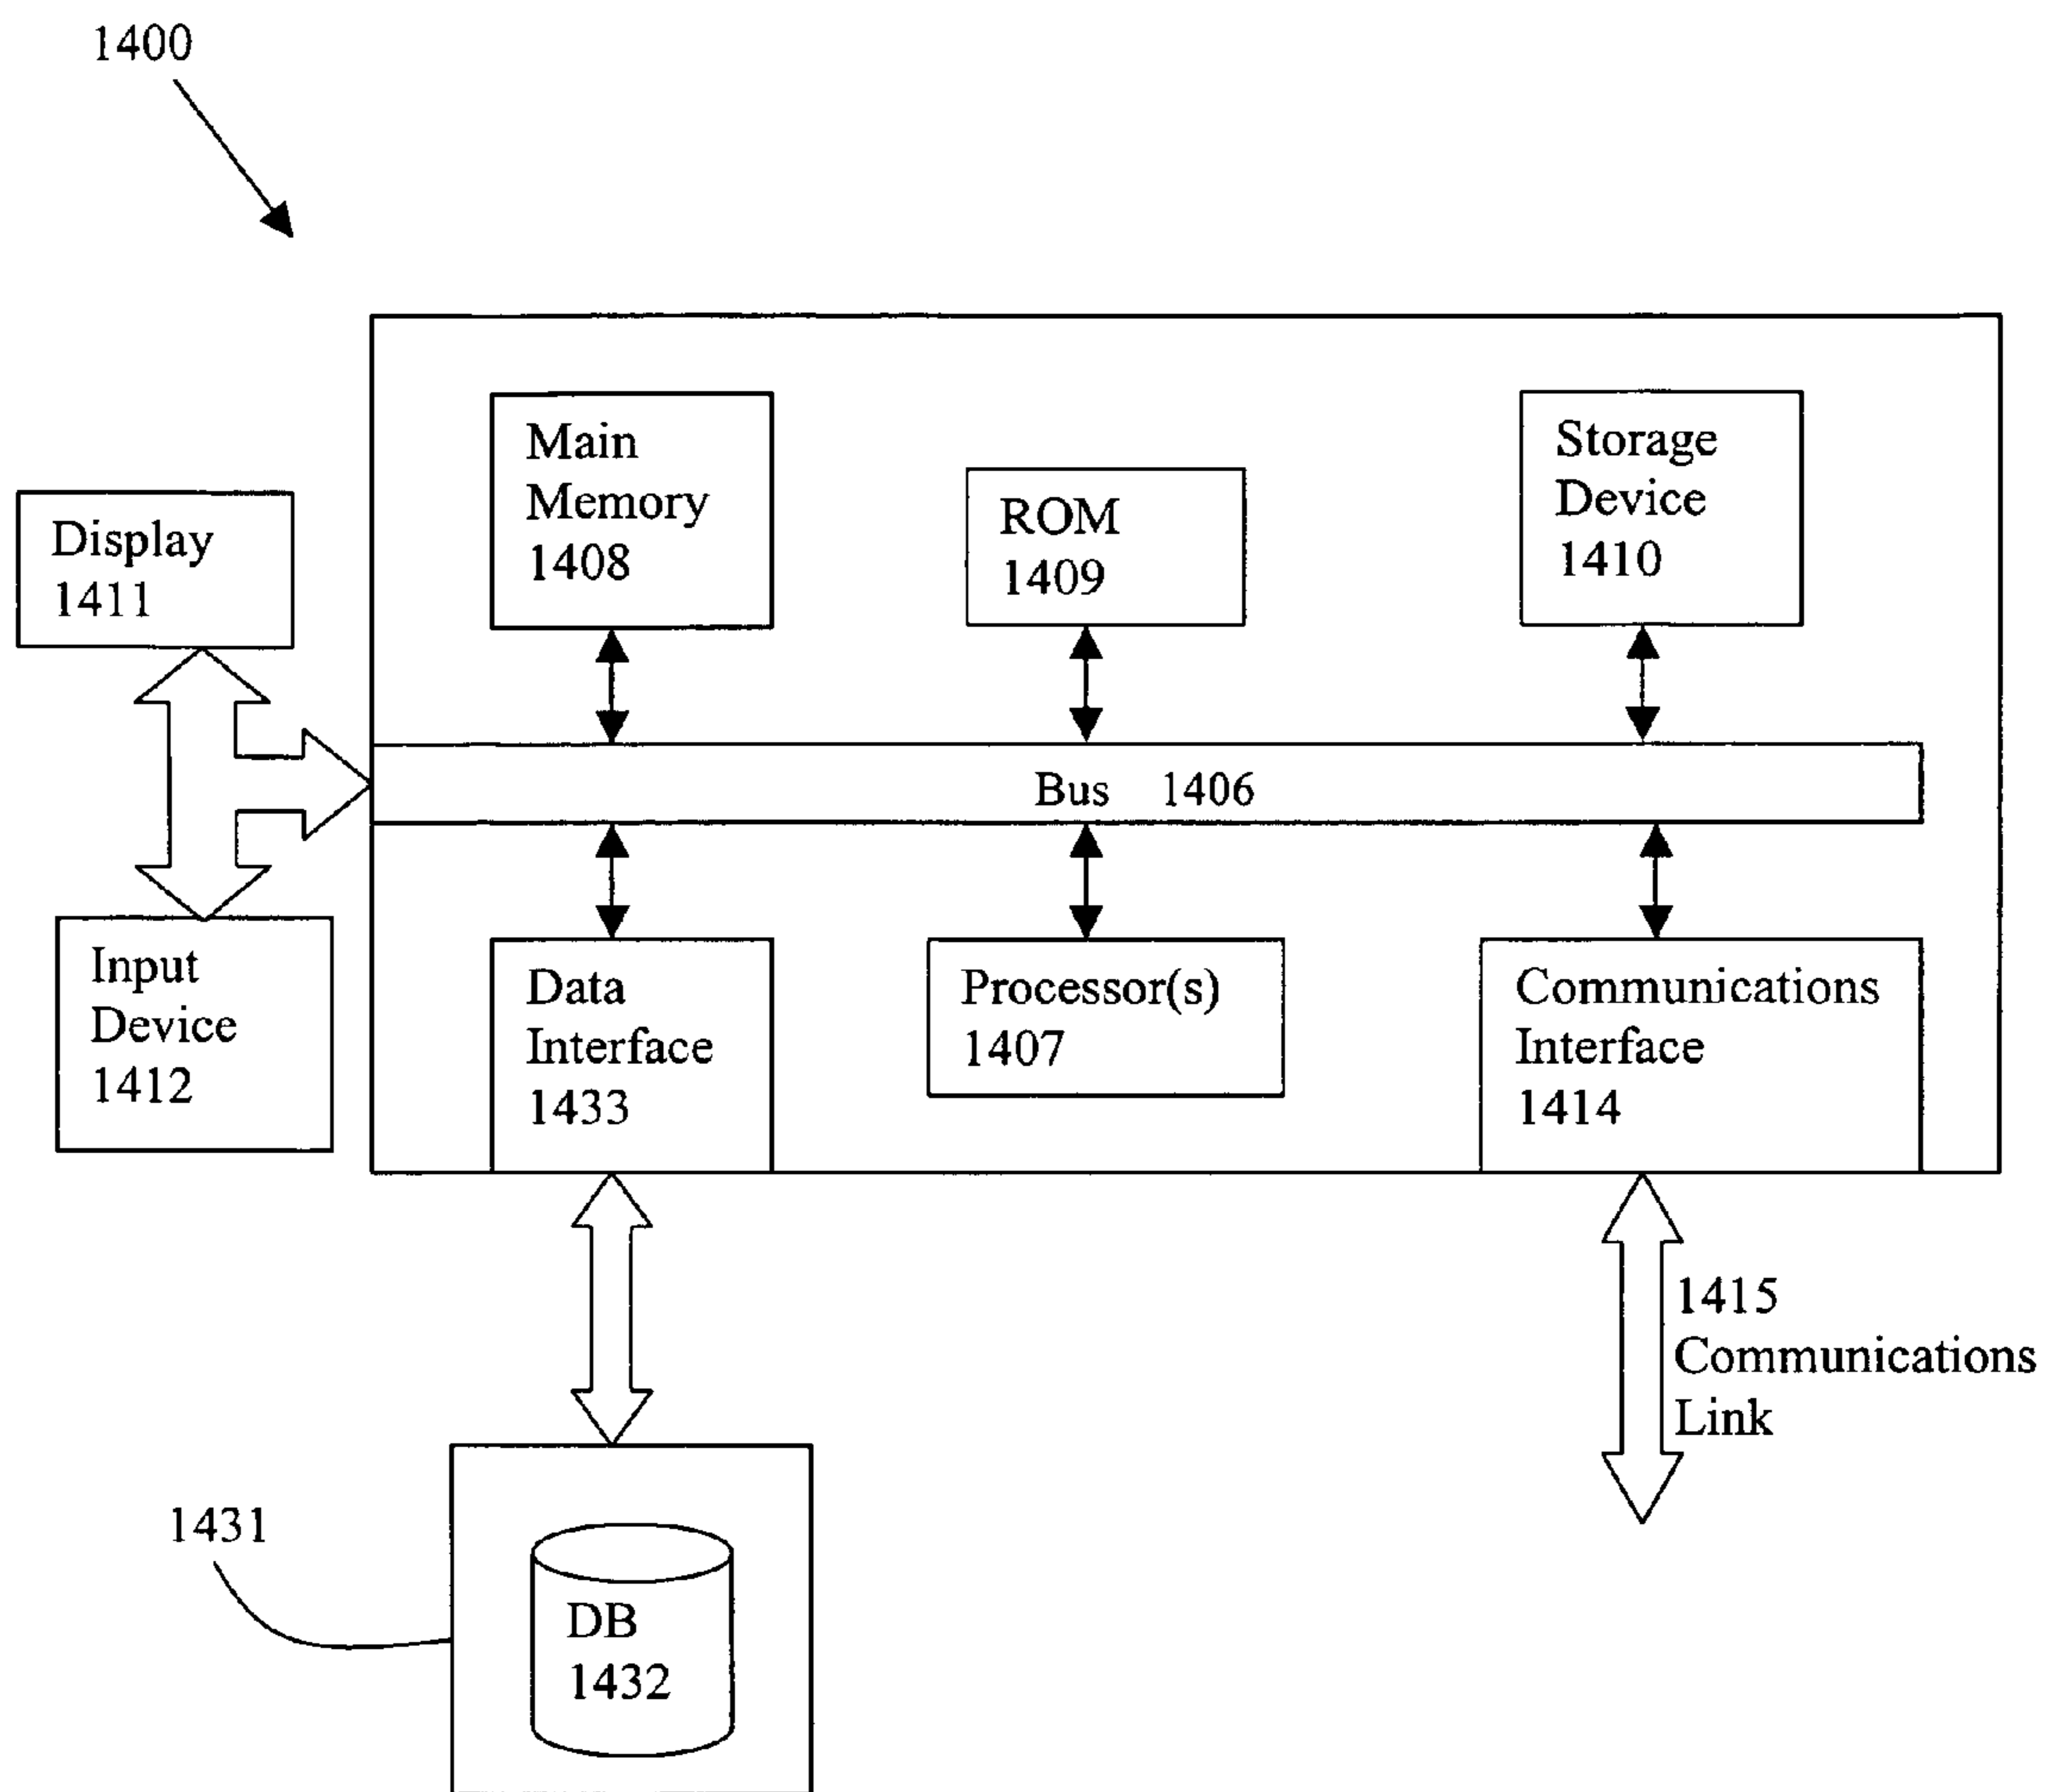 1400
Main
Memory
1408
ROM
1409
Storage
Device
1410
Display
1411
Bus 1406
Input
Device
1412
Data
Interface
1433
Processor(s)
1407
Communications
Interface
1414
1415
Communications
Link
1431
DB
1432